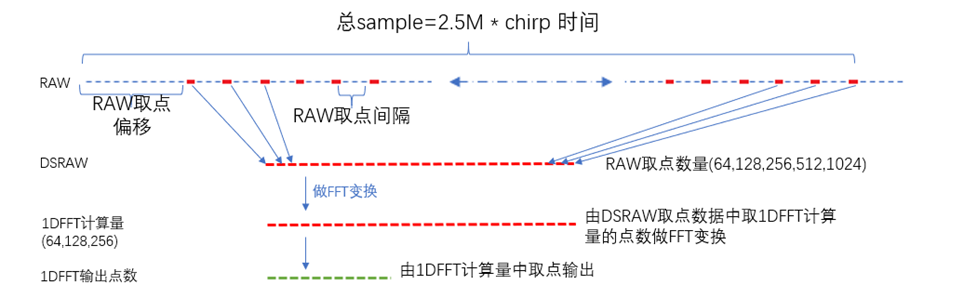 总sample=2.5M * chirp 时间
RAW
RAW取点
偏移
RAW取点间隔
DSRAW
RAW取点数量(64,128,256,512,1024)
做FFT变换
1DFFT计算量
(64,128,256)
由DSRAW取点数据中取1DFFT计算
量的点数做FFT变换
1DFFT输出点数
由1DFFT计算量中取点输出